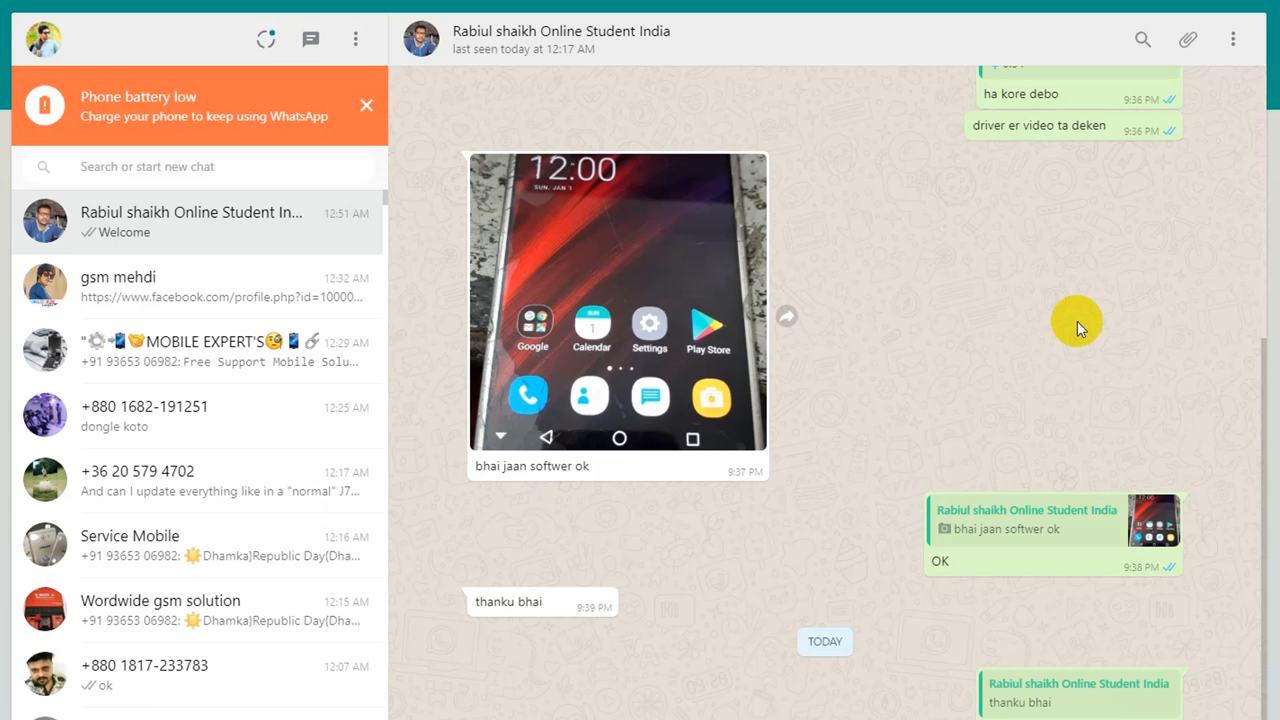 Phone battery low
Charge your phone to keep using WhatsApp
Search or start new chat
Rabiul shaikh Online Student In... 12:51 AM
Welcome
gsm mehdi 12:32 AM
https://www.facebook.com/profile.php?id=10000...
"⚙️📲🤝MOBILE EXPERT'S🧐📱🔗 12:29 AM
+91 93653 06982: Free Support Mobile Solu...
+880 1682-191251 12:25 AM
dongle koto
+36 20 579 4702 12:17 AM
And can I update everything like in a "normal" J7...
Service Mobile 12:16 AM
+91 93653 06982: 🌞Dhamka}Republic Day{Dha...
Wordwide gsm solution 12:15 AM
+91 93653 06982: 🌞Dhamka}Republic Day{Dha...
+880 1817-233783 12:07 AM
ok
Rabiul shaikh Online Student India
last seen today at 12:17 AM
ha kore debo 9:36 PM
driver er video ta deken 9:36 PM
12:00
SUN, JAN 1
SUN
1
Google Calendar Settings Play Store
bhai jaan softwer ok 9:37 PM
Rabiul shaikh Online Student India
bhai jaan softwer ok
OK 9:38 PM
thanku bhai 9:39 PM
TODAY
Rabiul shaikh Online Student India
thanku bhai